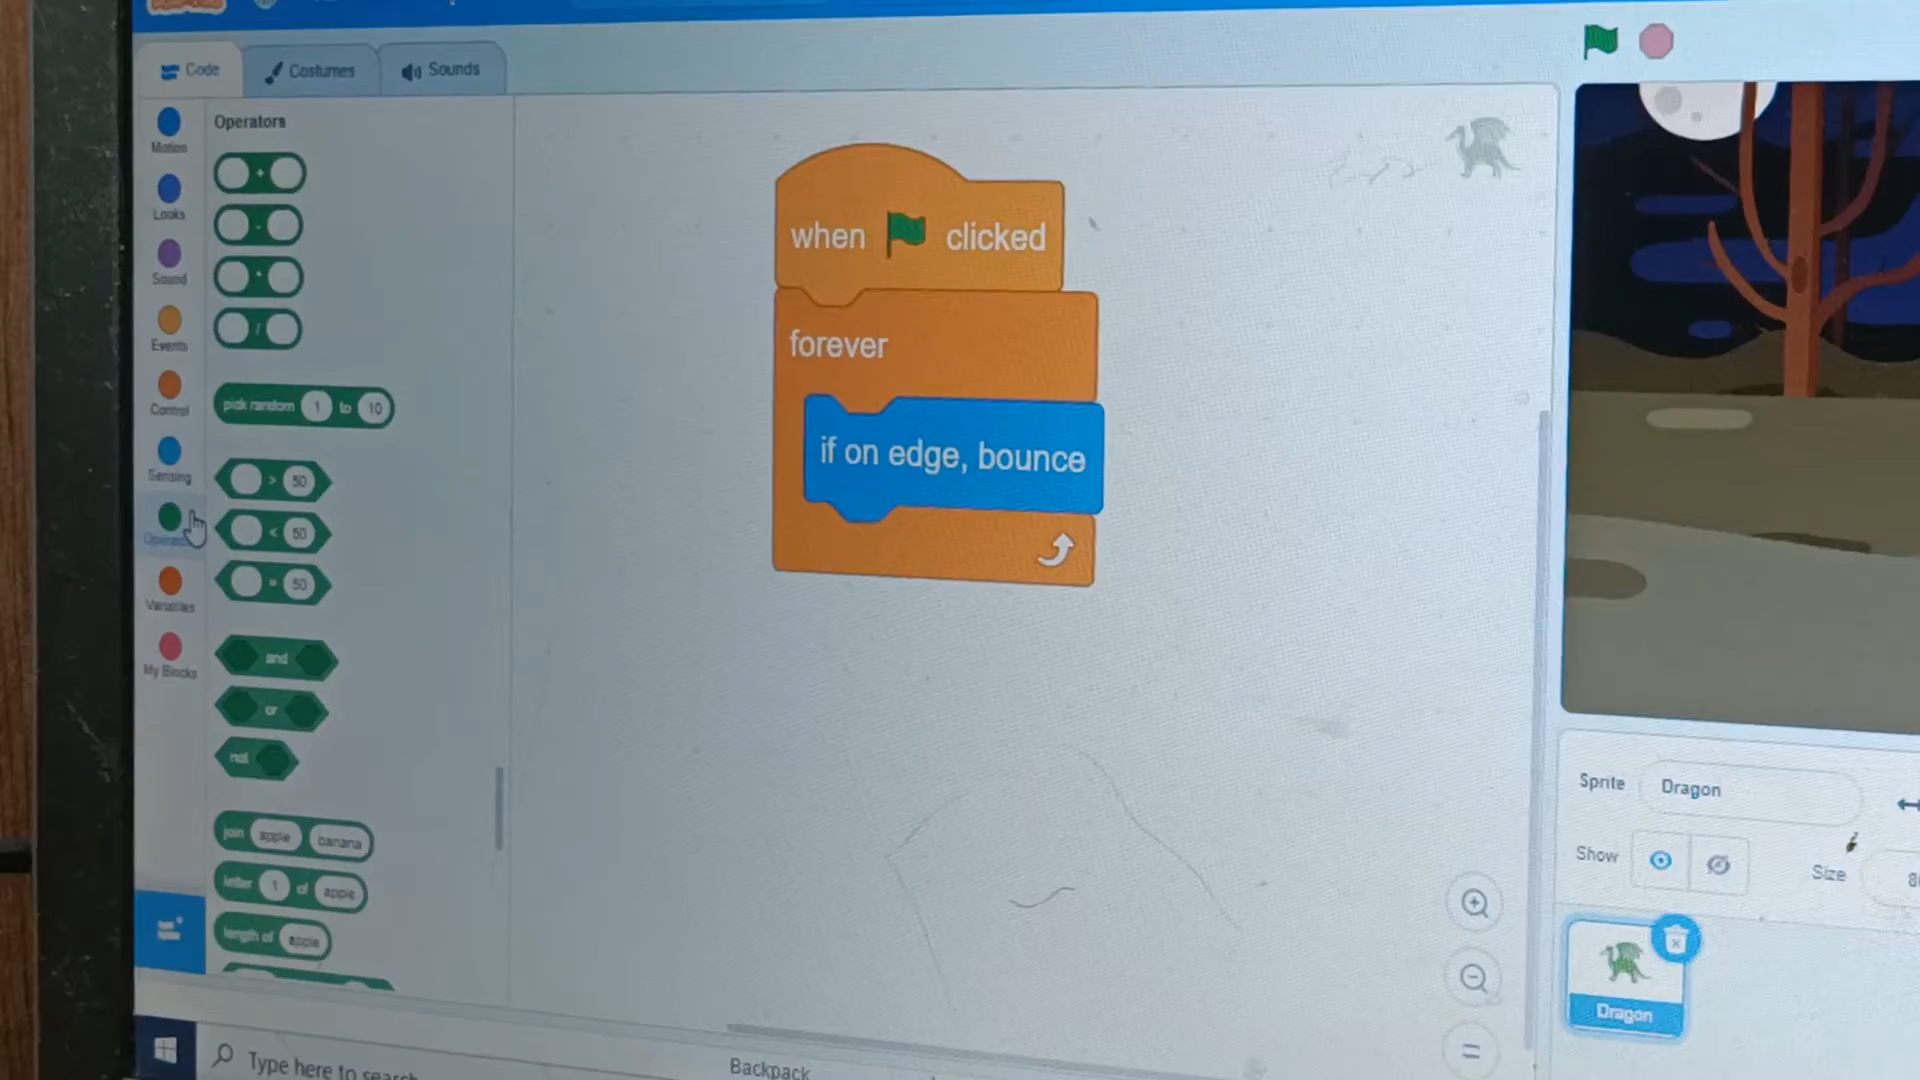 Code
Costumes
Sounds
Motion
Looks
Sound
Events
Control
Sensing
Variables
My Blocks
Operators
+
-
*
/
pick random 1 to 10
> 50
< 50
= 50
and
or
not
join apple banana
letter 1 of apple
length of apple
when clicked
forever
if on edge, bounce
Sprite Dragon
Show
Size
Dragon
Backpack
Type here to search